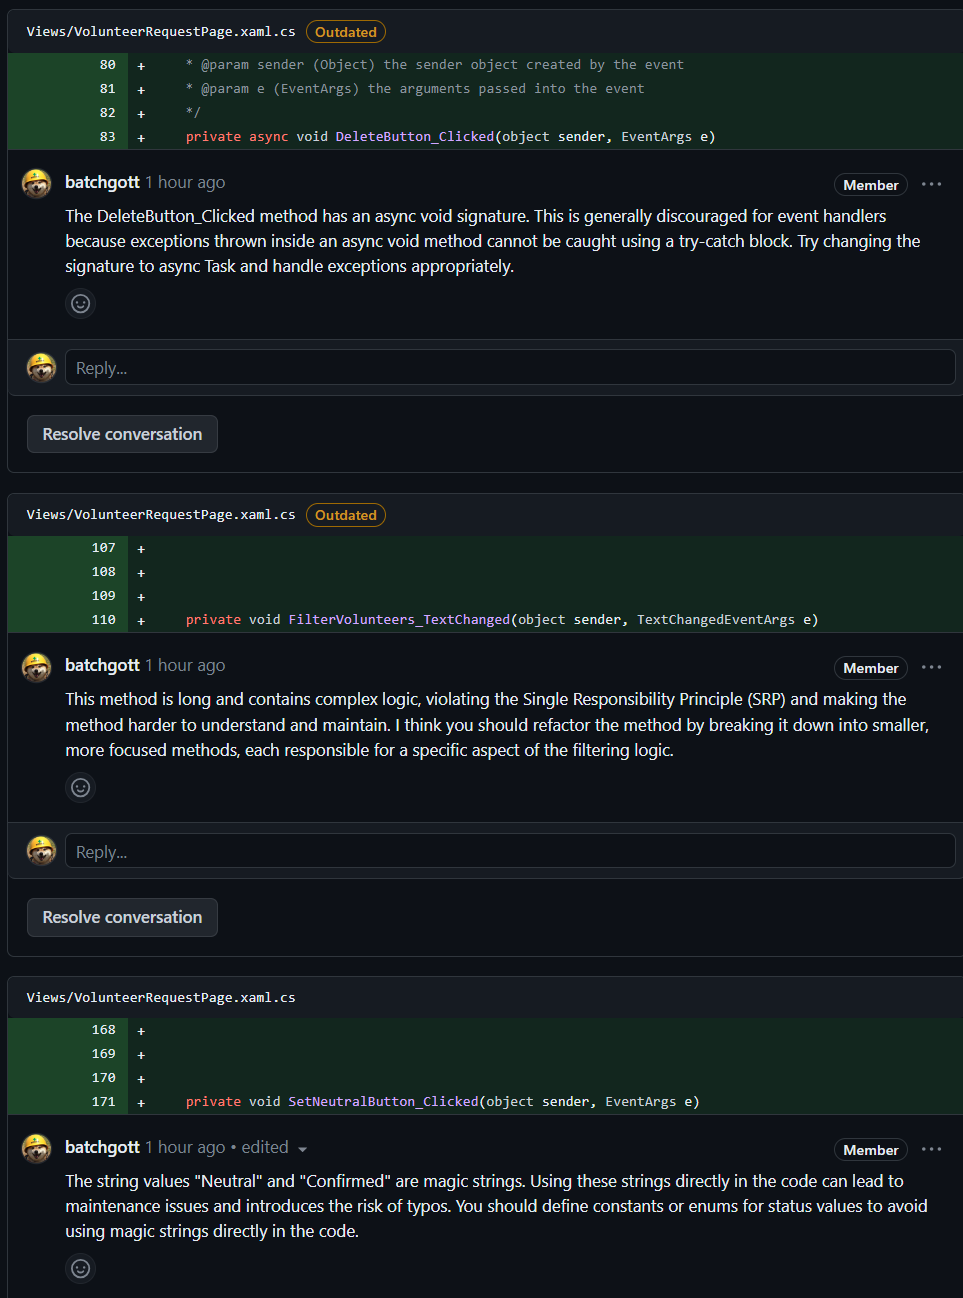 Views/VolunteerRequestPage.xaml.cs Outdated
80 + * @param sender (Object) the sender object created by the event
81 + * @param e (EventArgs) the arguments passed into the event
82 + */
83 + private async void DeleteButton_Clicked(object sender, EventArgs e)
batchgott 1 hour ago Member ...
The DeleteButton_Clicked method has an async void signature. This is generally discouraged for event handlers
because exceptions thrown inside an async void method cannot be caught using a try-catch block. Try changing the
signature to async Task and handle exceptions appropriately.
Reply...
Resolve conversation
Views/VolunteerRequestPage.xaml.cs Outdated
107 +
108 +
109 +
110 + private void FilterVolunteers_TextChanged(object sender, TextChangedEventArgs e)
batchgott 1 hour ago Member ...
This method is long and contains complex logic, violating the Single Responsibility Principle (SRP) and making the
method harder to understand and maintain. I think you should refactor the method by breaking it down into smaller,
more focused methods, each responsible for a specific aspect of the filtering logic.
Reply...
Resolve conversation
Views/VolunteerRequestPage.xaml.cs
168 +
169 +
170 +
171 + private void SetNeutralButton_Clicked(object sender, EventArgs e)
batchgott 1 hour ago • edited Member ...
The string values "Neutral" and "Confirmed" are magic strings. Using these strings directly in the code can lead to
maintenance issues and introduces the risk of typos. You should define constants or enums for status values to avoid
using magic strings directly in the code.